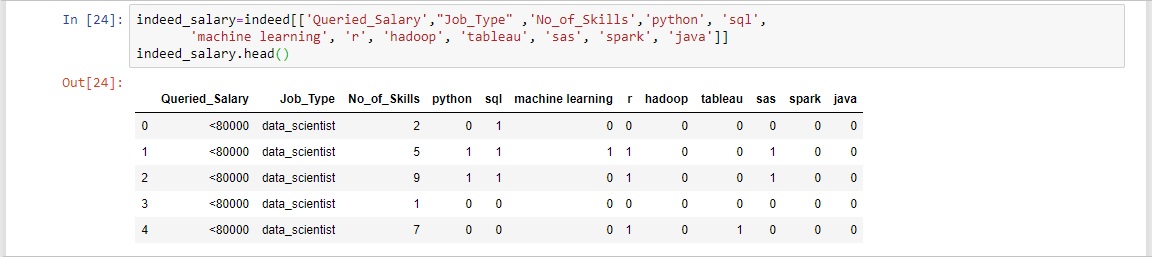 In [24]: indeed_salary=indeed[['Queried_Salary',"Job_Type" ,'No_of_Skills','python', 'sql',
'machine learning', 'r', 'hadoop', 'tableau', 'sas', 'spark', 'java']]
indeed_salary.head()
Out[24]:
Queried_Salary Job_Type No_of_Skills python sql machine learning r hadoop tableau sas spark java
0 <80000 data_scientist 2 0 1 0 0 0 0 0 0 0
1 <80000 data_scientist 5 1 1 1 1 0 0 1 0 0
2 <80000 data_scientist 9 1 1 0 1 0 0 1 0 0
3 <80000 data_scientist 1 0 0 0 0 0 0 0 0 0
4 <80000 data_scientist 7 0 0 0 1 0 1 0 0 0